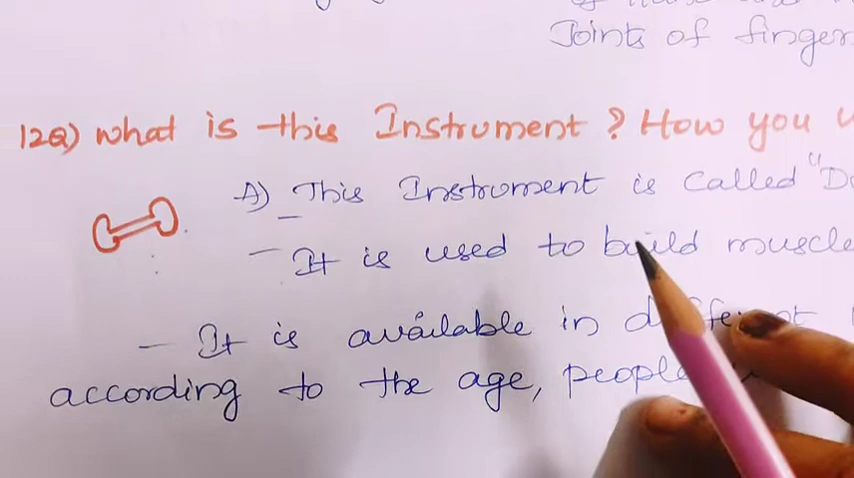 Joints of finger
12Q) what is this Instrument ? How you
A) This Instrument is called "D
- It is used to build muscle
- It is available in different
according to the age, people